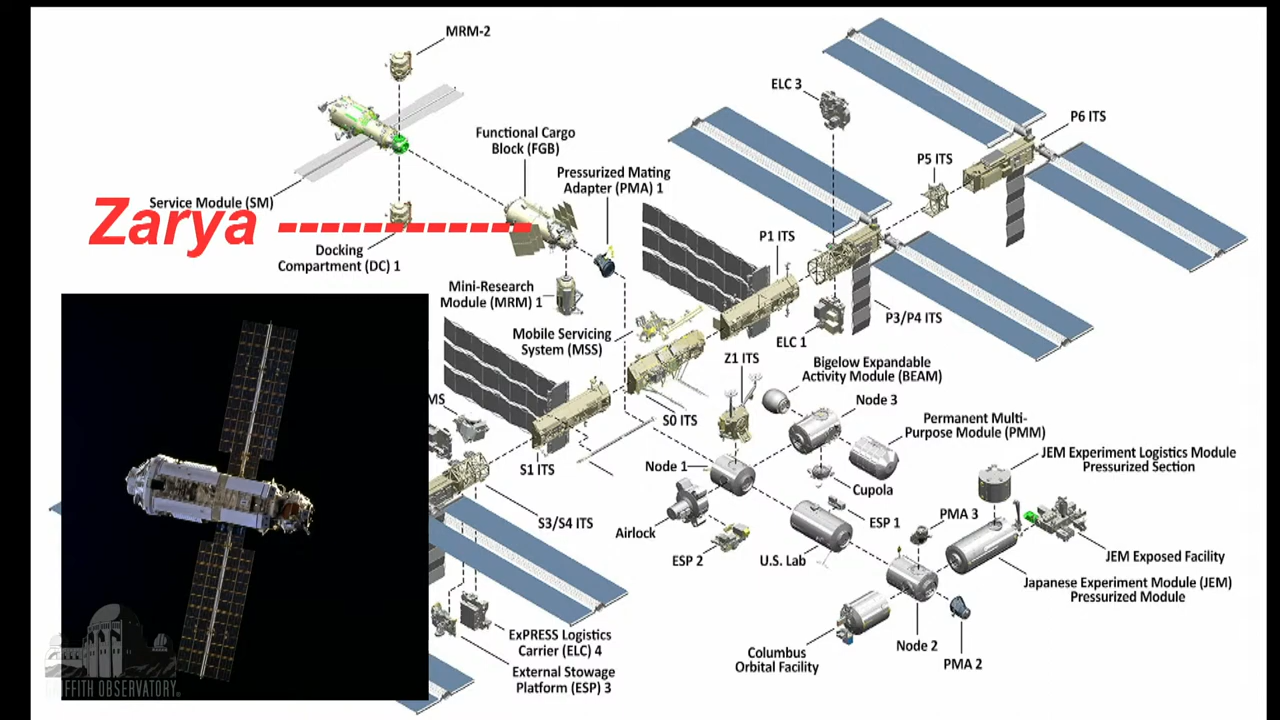 MRM-2
ELC 3
P6 ITS
Functional Cargo
Block (FGB)
Pressurized Mating
Adapter (PMA) 1
P5 ITS
Service Module (SM)
Zarya
Docking
Compartment (DC) 1
P1 ITS
Mini-Research
Module (MRM) 1
P3/P4 ITS
Mobile Servicing
System (MSS)
ELC 1
Z1 ITS
Bigelow Expandable
Activity Module (BEAM)
MS
Node 3
S0 ITS
Permanent Multi-
Purpose Module (PMM)
JEM Experiment Logistics Module
Pressurized Section
S1 ITS
Node 1
Cupola
S3/S4 ITS
Airlock
ESP 1
PMA 3
ESP 2
U.S. Lab
JEM Exposed Facility
Japanese Experiment Module (JEM)
Pressurized Module
ExPRESS Logistics
Carrier (ELC) 4
Columbus
Orbital Facility
Node 2
PMA 2
External Stowage
Platform (ESP) 3
GRIFFITH OBSERVATORY